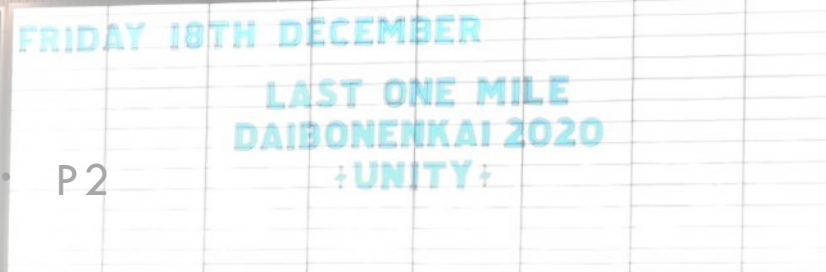 FRIDAY 18TH DECEMBER
LAST ONE MILE
DAIBONENKAI 2020
÷UNITY÷
P2